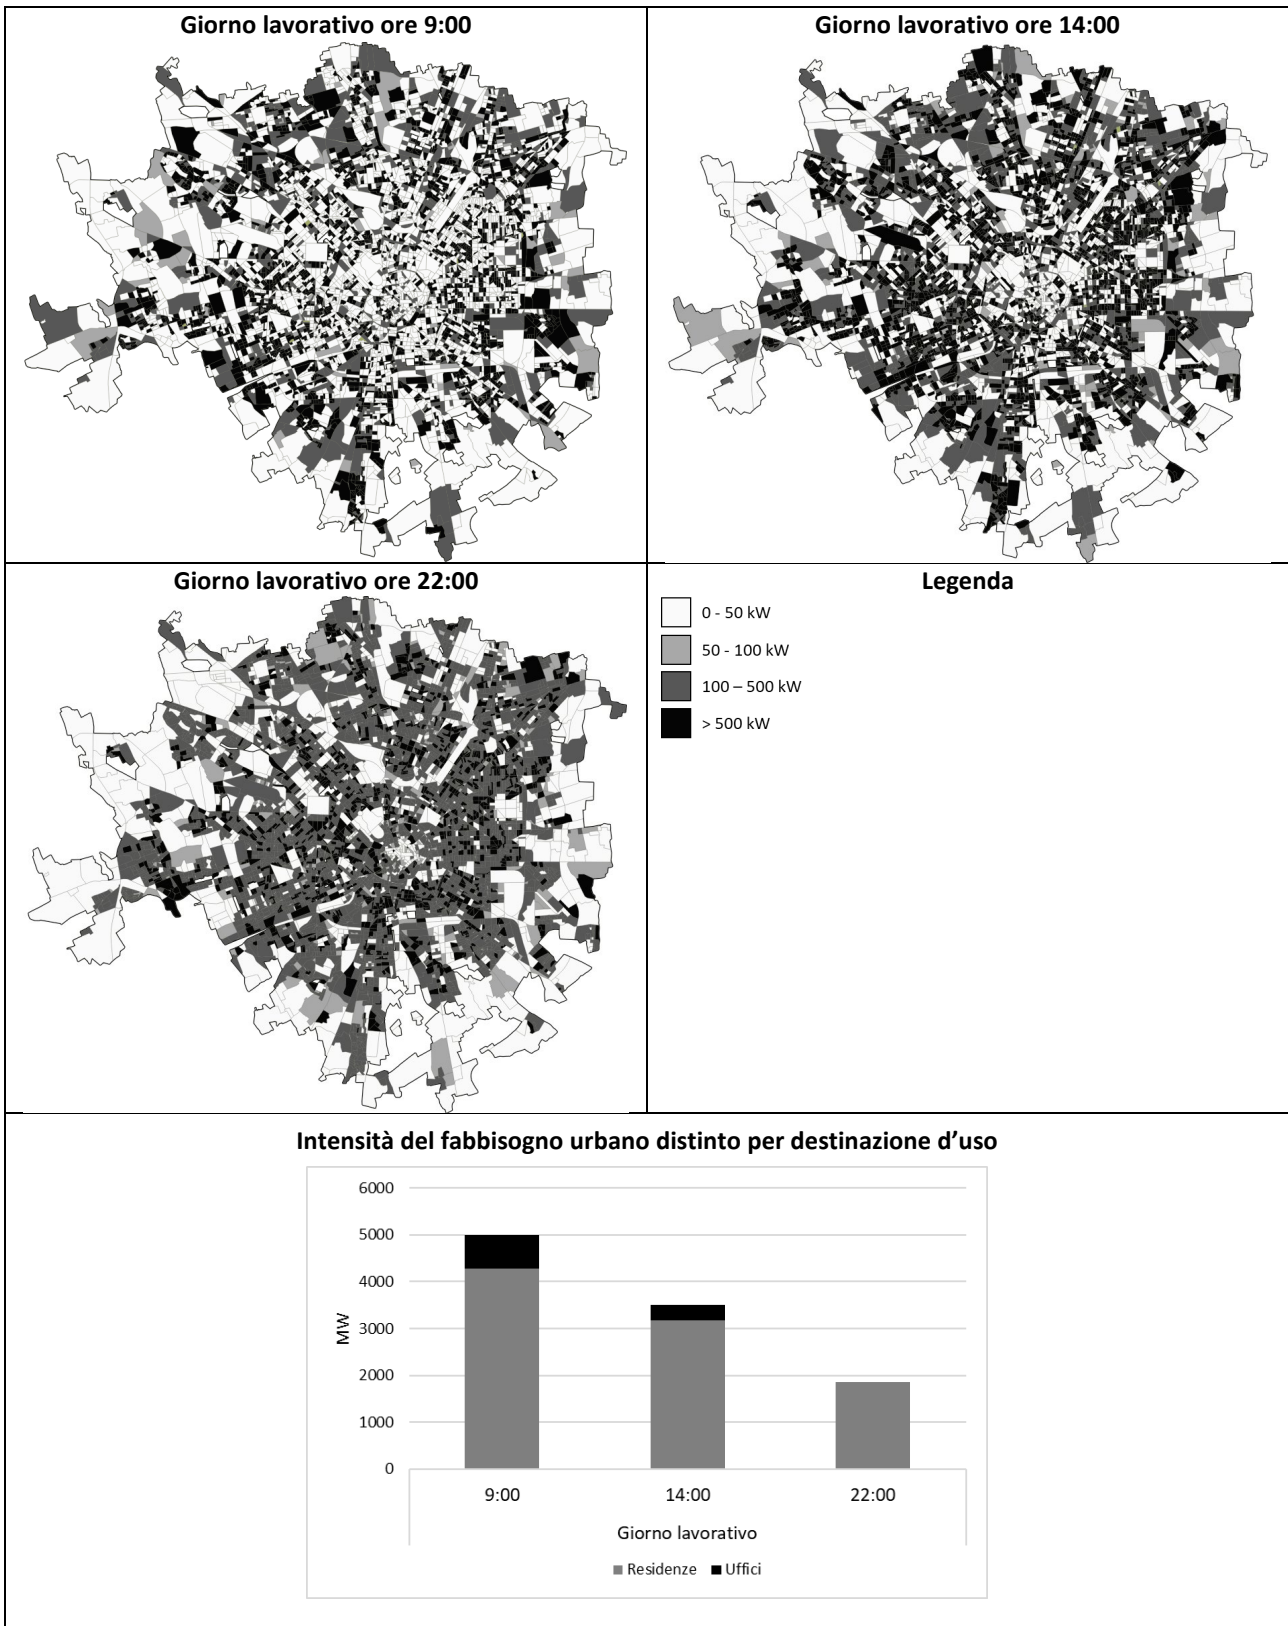 Giorno lavorativo ore 9:00
Giorno lavorativo ore 14:00
Giorno lavorativo ore 22:00
Legenda
0 - 50 kW
50 - 100 kW
100 – 500 kW
> 500 kW
Intensità del fabbisogno urbano distinto per destinazione d’uso
6000
5000
4000
3000
2000
1000
0
MW
9:00
14:00
22:00
Giorno lavorativo
Residenze
Uffici